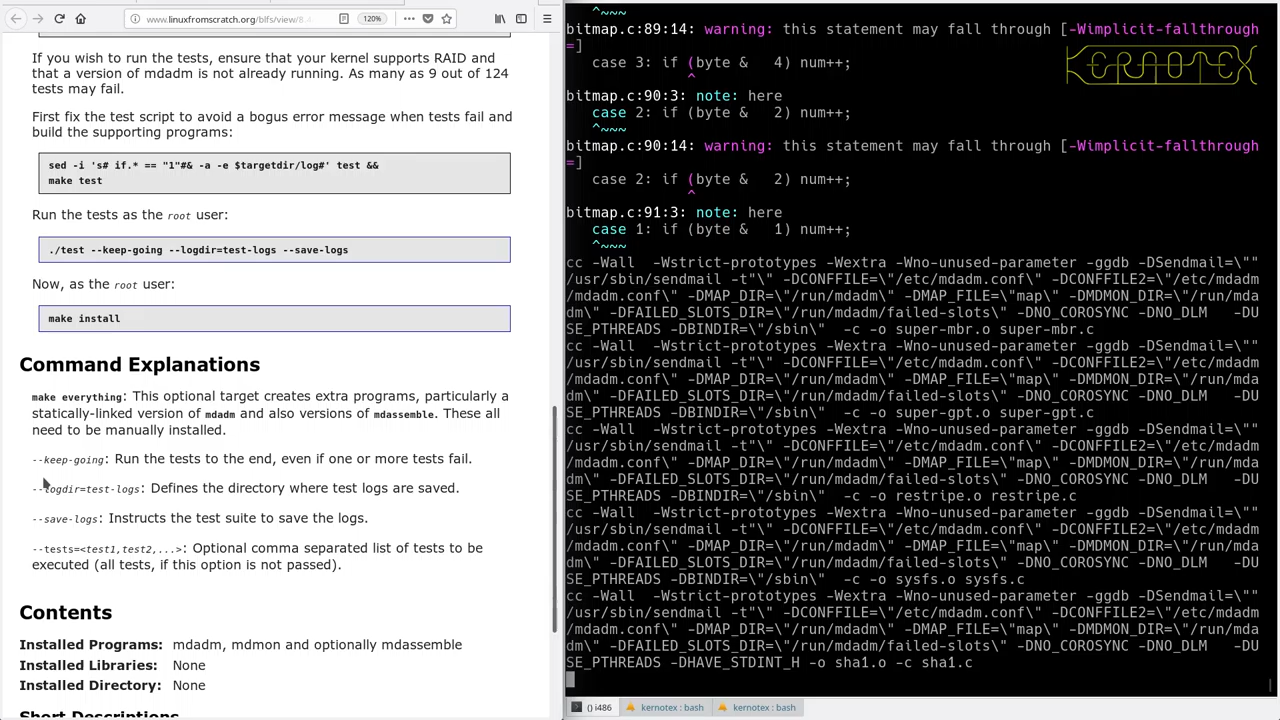 www.linuxfromscratch.org/blfs/view/8.4
120%
If you wish to run the tests, ensure that your kernel supports RAID and
that a version of mdadm is not already running. As many as 9 out of 124
tests may fail.
First fix the test script to avoid a bogus error message when tests fail and
build the supporting programs:
sed -i 's# if.* == "1"#& -a -e $targetdir/log#' test &&
make test
Run the tests as the root user:
./test --keep-going --logdir=test-logs --save-logs
Now, as the root user:
make install
Command Explanations
make everything: This optional target creates extra programs, particularly a
statically-linked version of mdadm and also versions of mdassemble. These all
need to be manually installed.
--keep-going: Run the tests to the end, even if one or more tests fail.
--logdir=test-logs: Defines the directory where test logs are saved.
--save-logs: Instructs the test suite to save the logs.
--tests=<test1,test2,...>: Optional comma separated list of tests to be
executed (all tests, if this option is not passed).
Contents
Installed Programs: mdadm, mdmon and optionally mdassemble
Installed Libraries: None
Installed Directory: None
Short Descriptions
^~~~
bitmap.c:89:14: warning: this statement may fall through [-Wimplicit-fallthrough
=]
case 3: if (byte &   4) num++;
^
bitmap.c:90:3: note: here
case 2: if (byte &   2) num++;
^~~~
bitmap.c:90:14: warning: this statement may fall through [-Wimplicit-fallthrough
=]
case 2: if (byte &   2) num++;
^
bitmap.c:91:3: note: here
case 1: if (byte &   1) num++;
^~~~
cc -Wall  -Wstrict-prototypes -Wextra -Wno-unused-parameter -ggdb -DSendmail=\""
/usr/sbin/sendmail -t"\" -DCONFFILE=\"/etc/mdadm.conf\" -DCONFFILE2=\"/etc/mdadm
/mdadm.conf\" -DMAP_DIR=\"/run/mdadm\" -DMAP_FILE=\"map\" -DMDMON_DIR=\"/run/mda
dm\" -DFAILED_SLOTS_DIR=\"/run/mdadm/failed-slots\" -DNO_COROSYNC -DNO_DLM  -DU
SE_PTHREADS -DBINDIR=\"/sbin\"  -c -o super-mbr.o super-mbr.c
cc -Wall  -Wstrict-prototypes -Wextra -Wno-unused-parameter -ggdb -DSendmail=\""
/usr/sbin/sendmail -t"\" -DCONFFILE=\"/etc/mdadm.conf\" -DCONFFILE2=\"/etc/mdadm
/mdadm.conf\" -DMAP_DIR=\"/run/mdadm\" -DMAP_FILE=\"map\" -DMDMON_DIR=\"/run/mda
dm\" -DFAILED_SLOTS_DIR=\"/run/mdadm/failed-slots\" -DNO_COROSYNC -DNO_DLM  -DU
SE_PTHREADS -DBINDIR=\"/sbin\"  -c -o super-gpt.o super-gpt.c
cc -Wall  -Wstrict-prototypes -Wextra -Wno-unused-parameter -ggdb -DSendmail=\""
/usr/sbin/sendmail -t"\" -DCONFFILE=\"/etc/mdadm.conf\" -DCONFFILE2=\"/etc/mdadm
/mdadm.conf\" -DMAP_DIR=\"/run/mdadm\" -DMAP_FILE=\"map\" -DMDMON_DIR=\"/run/mda
dm\" -DFAILED_SLOTS_DIR=\"/run/mdadm/failed-slots\" -DNO_COROSYNC -DNO_DLM  -DU
SE_PTHREADS -DBINDIR=\"/sbin\"  -c -o restripe.o restripe.c
cc -Wall  -Wstrict-prototypes -Wextra -Wno-unused-parameter -ggdb -DSendmail=\""
/usr/sbin/sendmail -t"\" -DCONFFILE=\"/etc/mdadm.conf\" -DCONFFILE2=\"/etc/mdadm
/mdadm.conf\" -DMAP_DIR=\"/run/mdadm\" -DMAP_FILE=\"map\" -DMDMON_DIR=\"/run/mda
dm\" -DFAILED_SLOTS_DIR=\"/run/mdadm/failed-slots\" -DNO_COROSYNC -DNO_DLM  -DU
SE_PTHREADS -DBINDIR=\"/sbin\"  -c -o sysfs.o sysfs.c
cc -Wall  -Wstrict-prototypes -Wextra -Wno-unused-parameter -ggdb -DSendmail=\""
/usr/sbin/sendmail -t"\" -DCONFFILE=\"/etc/mdadm.conf\" -DCONFFILE2=\"/etc/mdadm
/mdadm.conf\" -DMAP_DIR=\"/run/mdadm\" -DMAP_FILE=\"map\" -DMDMON_DIR=\"/run/mda
dm\" -DFAILED_SLOTS_DIR=\"/run/mdadm/failed-slots\" -DNO_COROSYNC -DNO_DLM  -DU
SE_PTHREADS -DHAVE_STDINT_H -o sha1.o -c sha1.c
KERNOTEX
() i486
kernotex : bash
kernotex : bash